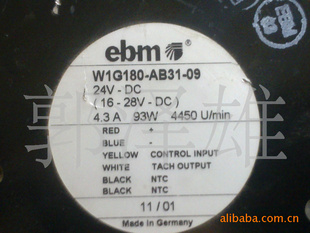 ebm
W1G180-AB31-09
24V - DC
( 16 - 28V - DC )
4.3 A 93W 4450 U/min
RED +
BLUE -
YELLOW CONTROL INPUT
WHITE TACH OUTPUT
BLACK NTC
BLACK NTC
11 / 01
Made in Germany
郭泽雄
alibaba.com.cn